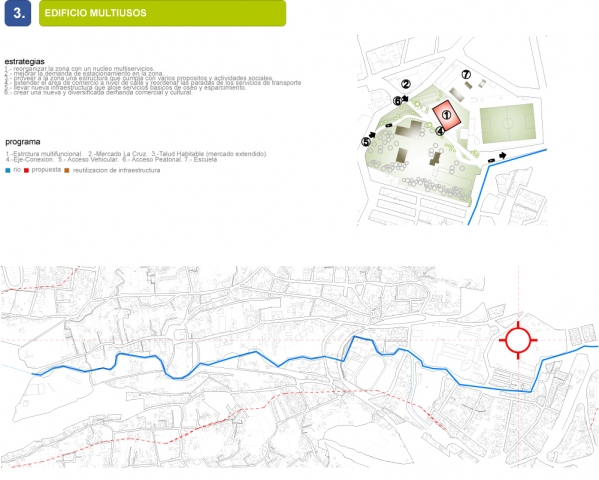 3. EDIFICIO MULTIUSOS
estrategias
1.- reorganizar la zona con un nucleo multiservicios.
2.- mejorar la demanda de estacionamiento en la zona.
3.- proveer a la zona una estructura que cumpla con varios propositos y actividades sociales.
4.- extender el area de comercio a nivel de calle y reordenar las paradas de los servicios de transporte
5.- llevar nueva infraestructura que aloje servicios basicos de oseo y esparcimento.
6.- crear una nueva y diversificada demanda comercial y cultural.
programa
1.-Estrctura multifuncional. 2.-Mercado La Cruz. 3.-Talud Habitable (mercado extendido).
4.-Eje-Conexion. 5.- Acceso Vehicular. 6.- Acceso Peatonal. 7.- Escuela
rio propuesta reutilizacion de infraestructura
7
2
6
1
4
5